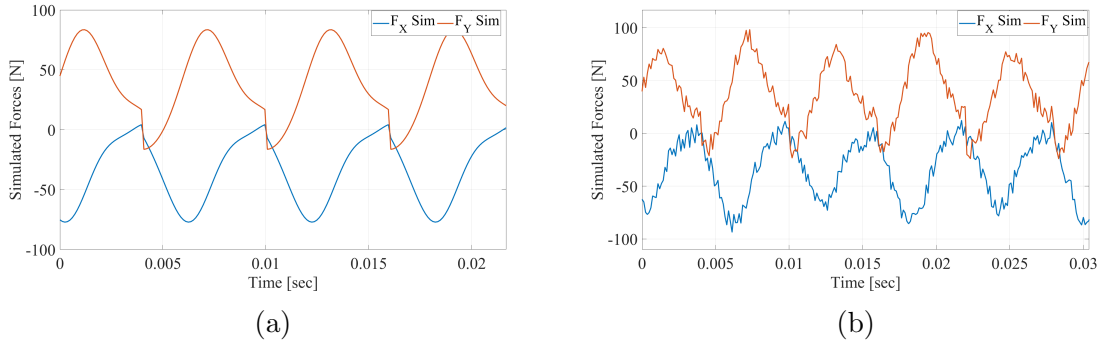 F_X Sim F_Y Sim
100
50
0
-50
-100
Simulated Forces [N]
0 0.005 0.01 0.015 0.02
Time [sec]
(a)
F_X Sim F_Y Sim
100
50
0
-50
-100
Simulated Forces [N]
0 0.005 0.01 0.015 0.02 0.025 0.03
Time [sec]
(b)